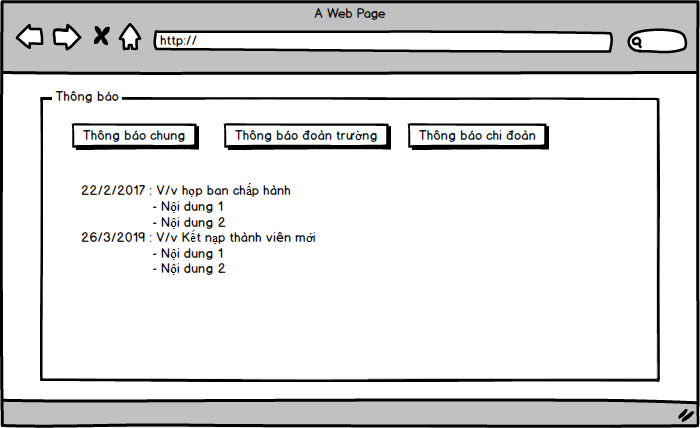 A Web Page
http://
Thông báo
Thông báo chung
Thông báo đoàn trường
Thông báo chi đoàn
22/2/2017 : V/v họp ban chấp hành
- Nội dung 1
- Nội dung 2
26/3/2019 : V/v Kết nạp thành viên mới
- Nội dung 1
- Nội dung 2